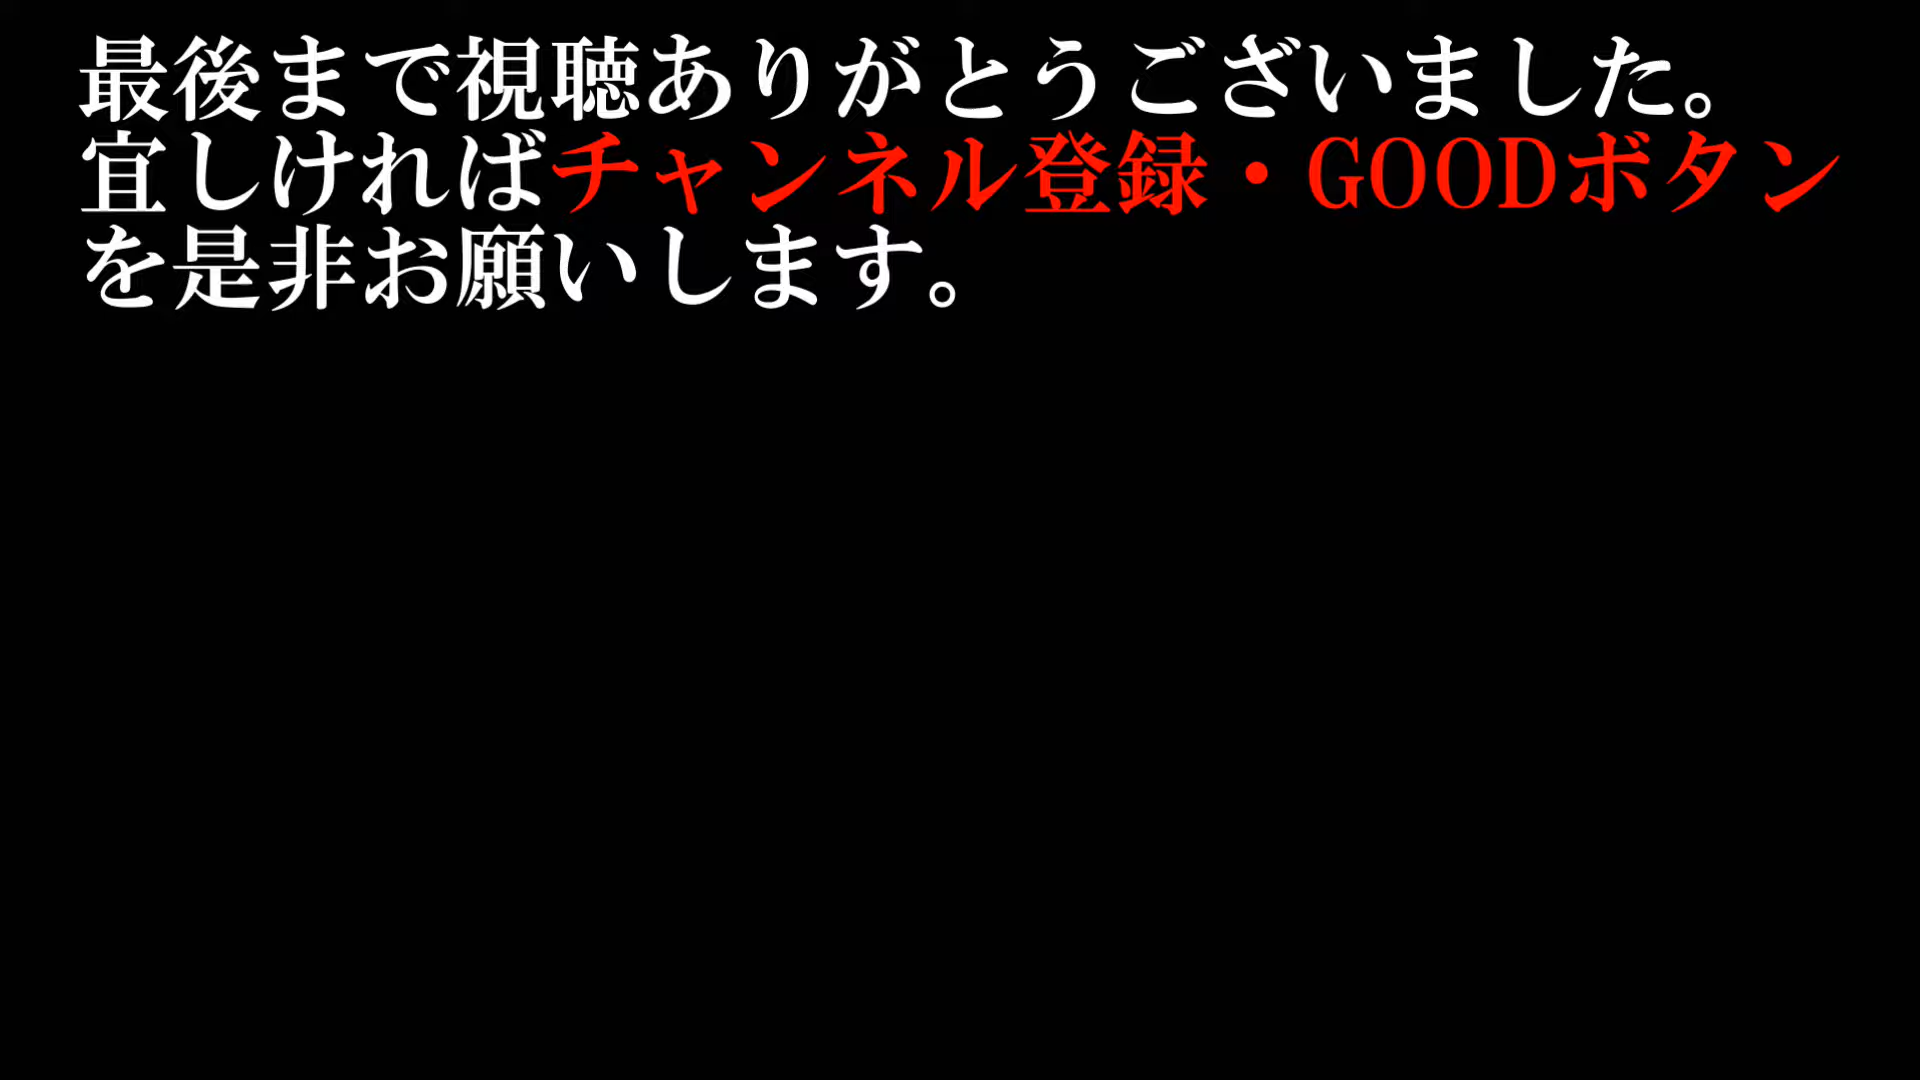 最後まで視聴ありがとうございました。
宜しければチャンネル登録・GOODボタン
を是非お願いします。